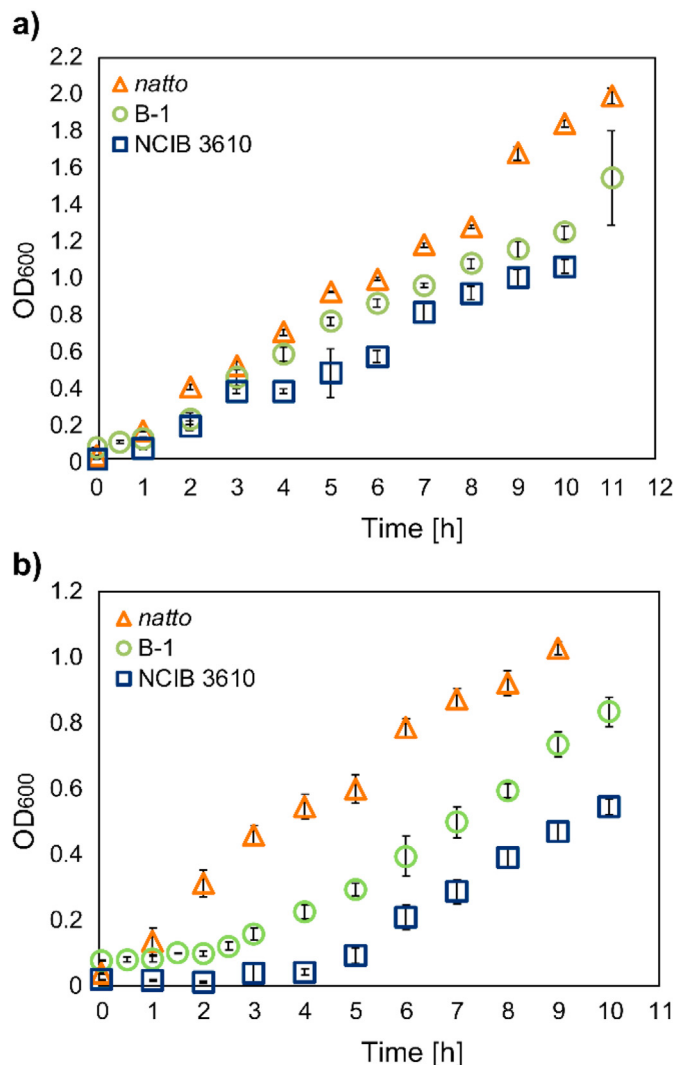 a)
2.2
2.0
1.8
1.6
1.4
1.2
1.0
0.8
0.6
0.4
0.2
0
OD600
natto
B-1
NCIB 3610
0 1 2 3 4 5 6 7 8 9 10 11 12
Time [h]
b)
1.2
1.0
0.8
0.6
0.4
0.2
0
OD600
natto
B-1
NCIB 3610
0 1 2 3 4 5 6 7 8 9 10 11
Time [h]